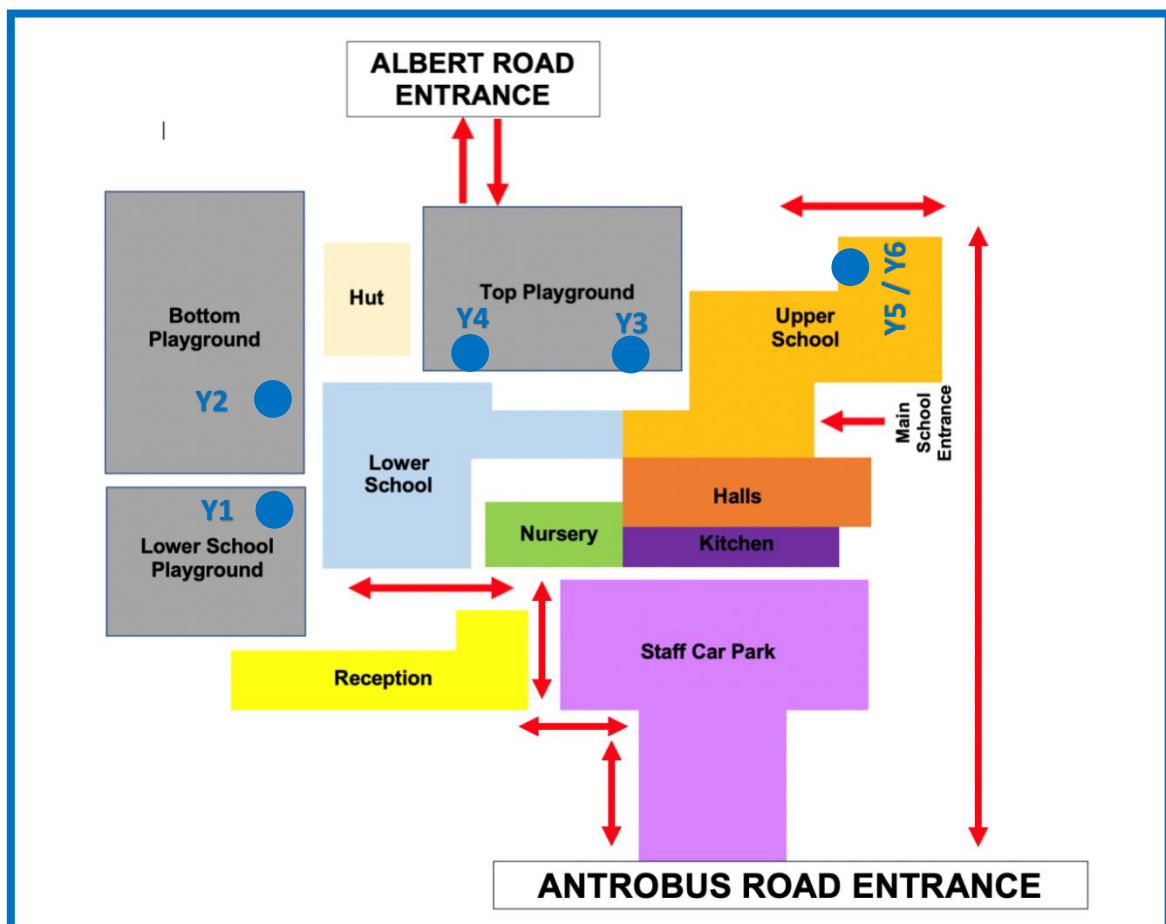 ALBERT ROAD
ENTRANCE
Hut
Top Playground
Y4
Y3
Y5 / Y6
Bottom
Playground
Y2
Upper
School
Main
School
Entrance
Lower
School
Halls
Y1
Nursery
Kitchen
Lower School
Playground
Reception
Staff Car Park
ANTROBUS ROAD ENTRANCE